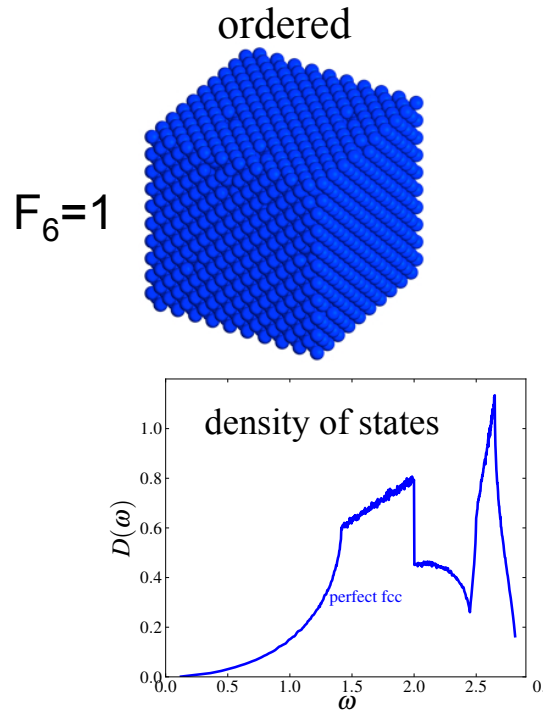 ordered
F₆=1
density of states
perfect fcc
D(ω)
1.0
0.8
0.6
0.4
0.2
0.0
0 0.5 1.0 1.5 2.0 2.5 0
ω